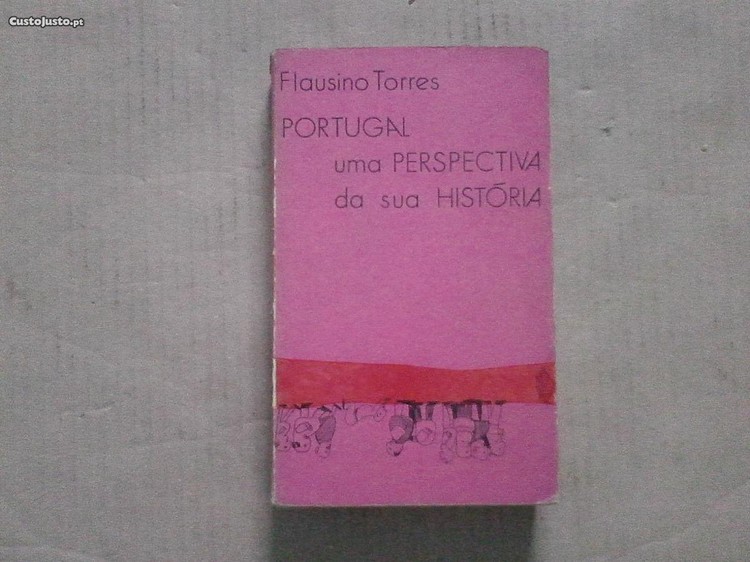 CustoJusto.pt
Flausino Torres
PORTUGAL
uma PERSPECTIVA
da sua HISTÓRIA